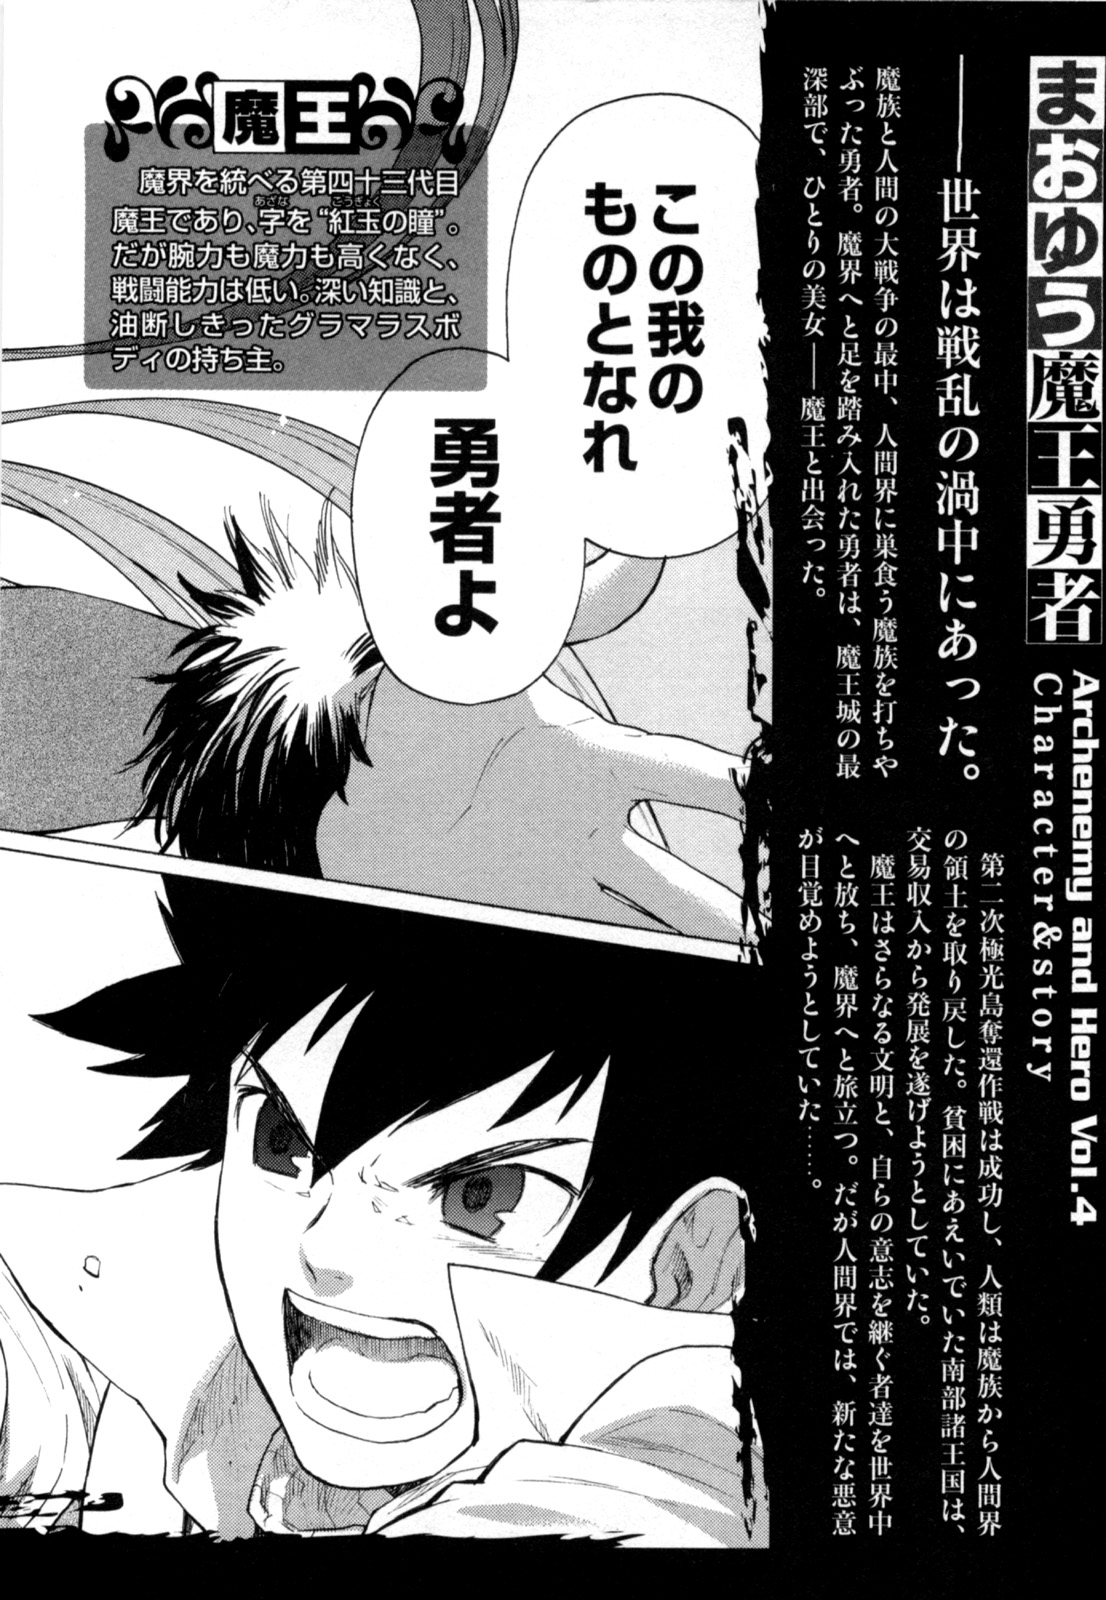 まおゆう魔王勇者
Archenemy and Hero Vol.4
Character&story
――世界は戦乱の渦中にあった。
魔族と人間の大戦争の最中、人間界に巣食う魔族を打ちや
ぶった勇者。魔界へと足を踏み入れた勇者は、魔王城の最
深部で、ひとりの美女――魔王と出会った。
第二次極光島奪還作戦は成功し、人類は魔族から人間界
の領土を取り戻した。貧困にあえいでいた南部諸王国は、
交易収入から発展を遂げようとしていた。
魔王はさらなる文明と、自らの意志を継ぐ者達を世界中
へと放ち、魔界へと旅立つ。だが人間界では、新たな悪意
が目覚めようとしていた……。
この我の
ものとなれ
勇者よ
魔王
魔界を統べる第四十三代目
魔王であり、字を“紅玉の瞳”。
あざな
こうぎょく
だが腕力も魔力も高くなく、
戦闘能力は低い。深い知識と、
油断しきったグラマラスボ
ディの持ち主。